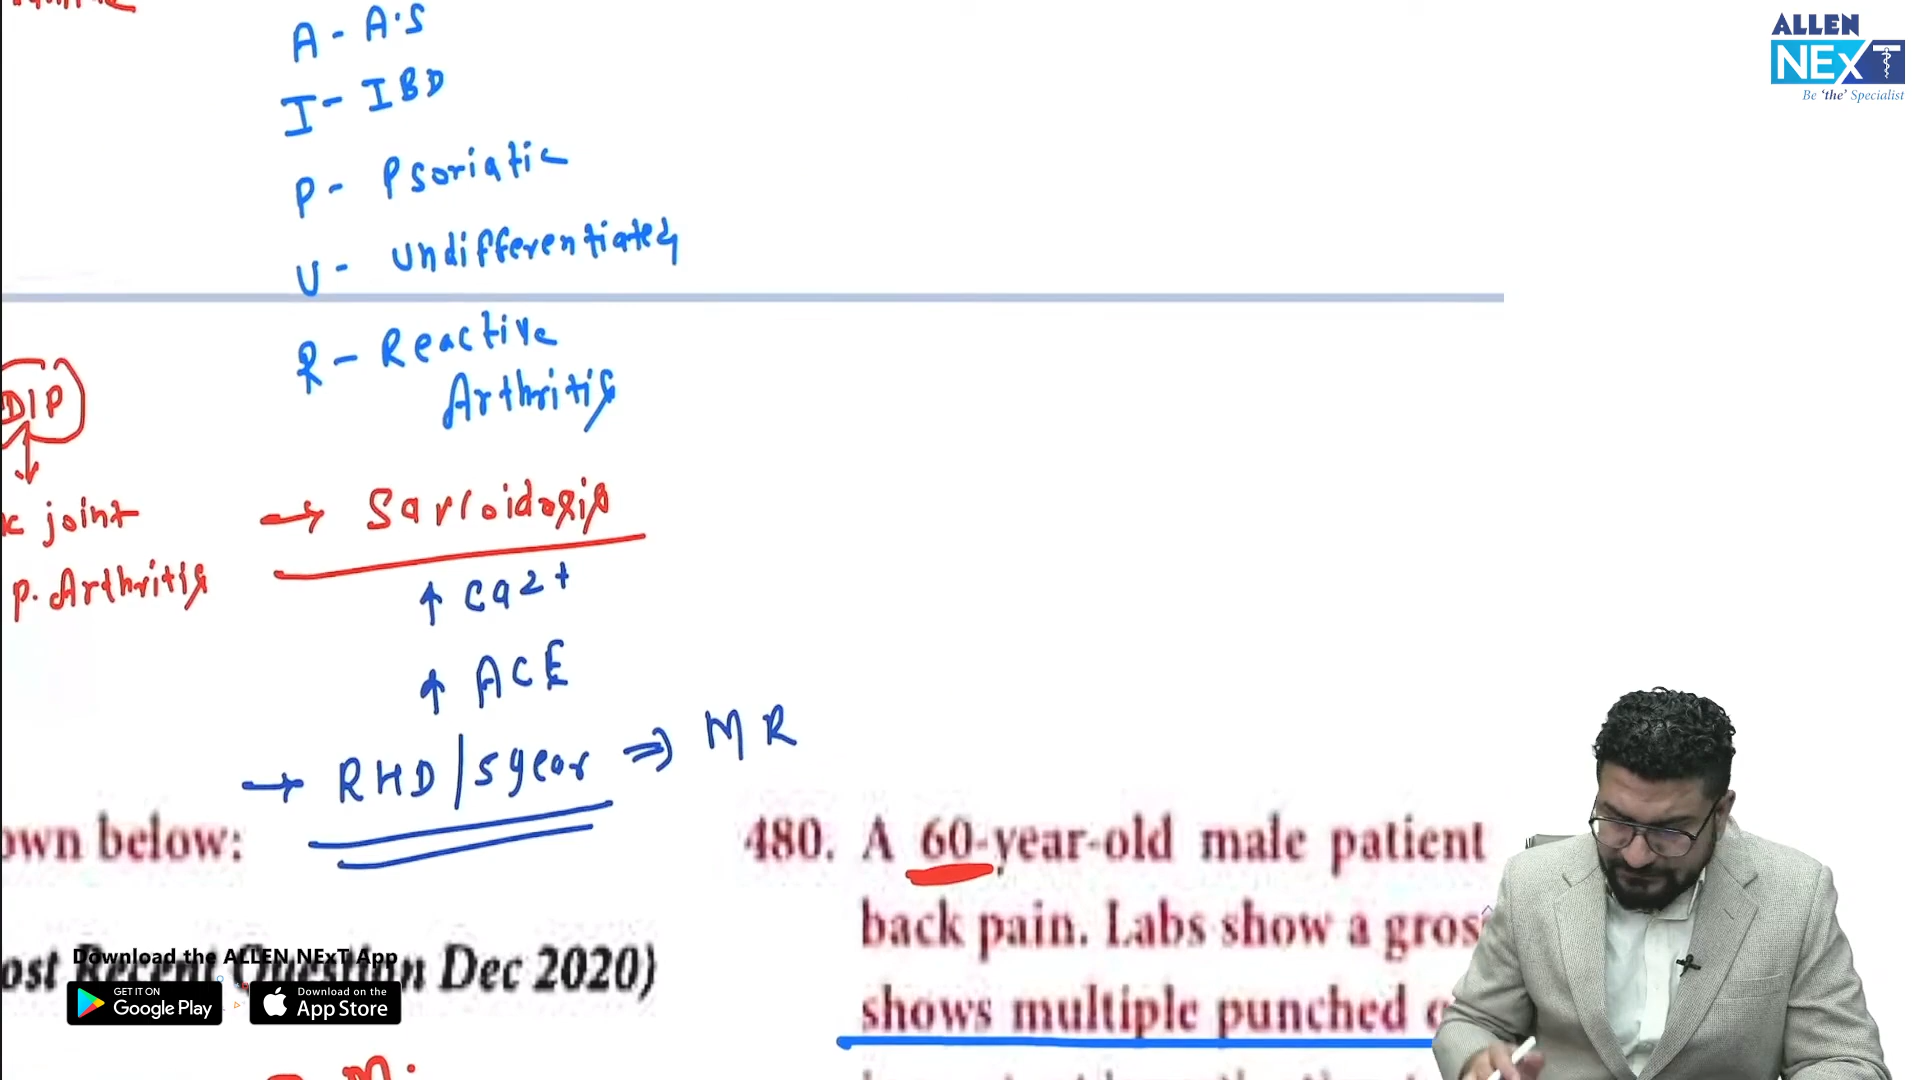 ALLEN
NExT
Be 'the' Specialist
A - A.S
I - IBD
P - Psoriatic
U - Undifferentiated
R - Reactive
Arthritis
DIP
joint
P. Arthritis
→ Sarcoidosis
↑ Ca2+
↑ ACE
→ RHD/5year ⇒ MR
own below:
ost Recent Question Dec 2020)
Download the ALLEN NExT App
GET IT ON
Google Play
Download on the
App Store
480. A 60-year-old male patient
back pain. Labs show a gros
shows multiple punched